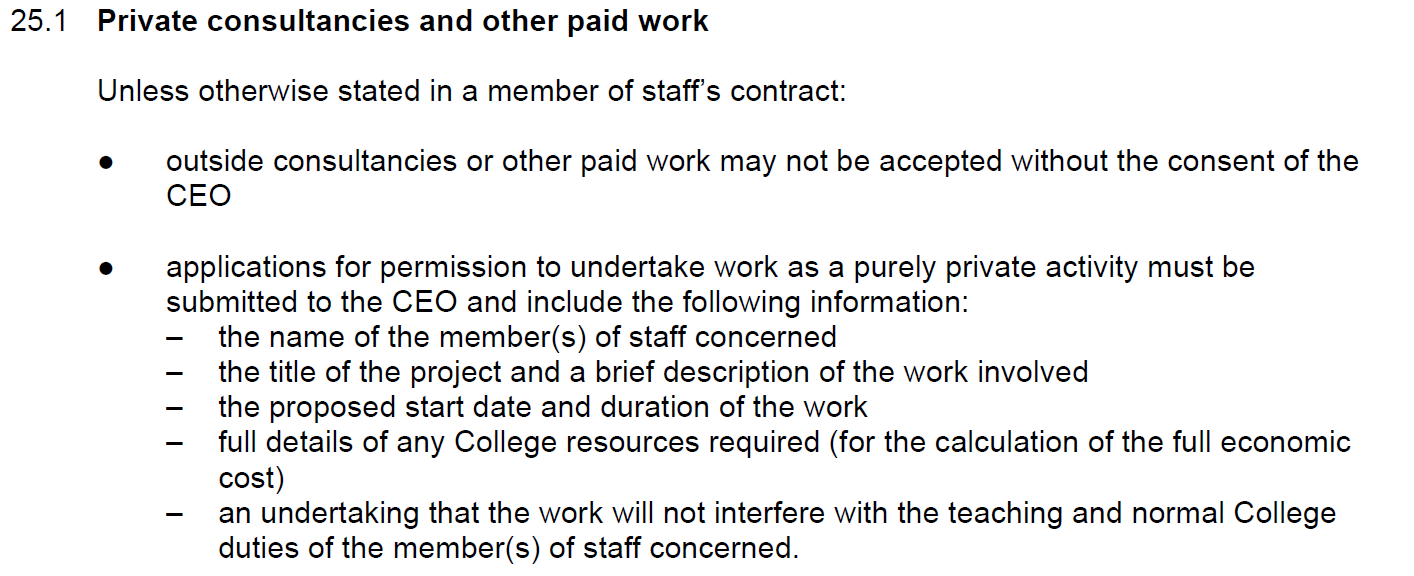 25.1 Private consultancies and other paid work
Unless otherwise stated in a member of staff’s contract:
● outside consultancies or other paid work may not be accepted without the consent of the
CEO
● applications for permission to undertake work as a purely private activity must be
submitted to the CEO and include the following information:
– the name of the member(s) of staff concerned
– the title of the project and a brief description of the work involved
– the proposed start date and duration of the work
– full details of any College resources required (for the calculation of the full economic
cost)
– an undertaking that the work will not interfere with the teaching and normal College
duties of the member(s) of staff concerned.